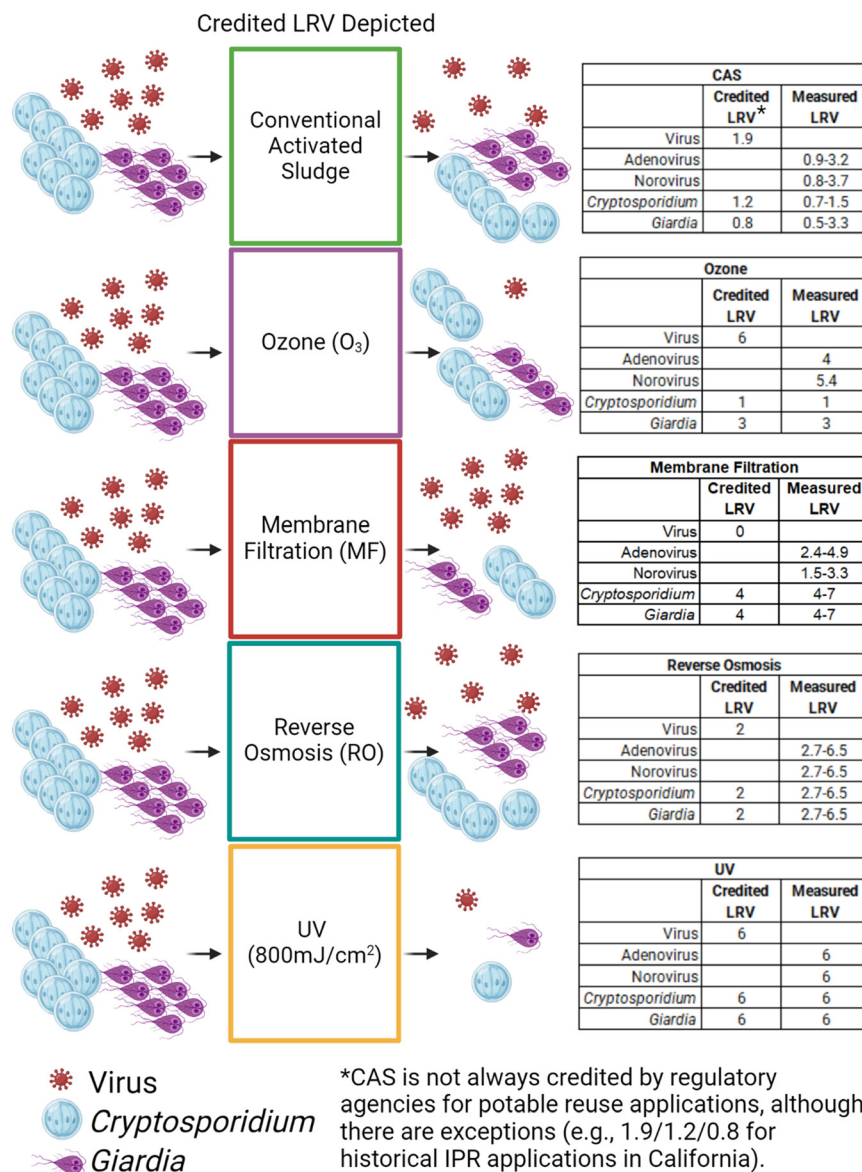 Credited LRV Depicted
Conventional
Activated
Sludge
CAS
Credited LRV* Measured LRV
Virus 1.9
Adenovirus 0.9-3.2
Norovirus 0.8-3.7
Cryptosporidium 1.2 0.7-1.5
Giardia 0.8 0.5-3.3
Ozone (O₃)
Ozone
Credited LRV Measured LRV
Virus 6
Adenovirus 4
Norovirus 5.4
Cryptosporidium 1 1
Giardia 3 3
Membrane
Filtration (MF)
Membrane Filtration
Credited LRV Measured LRV
Virus 0
Adenovirus 2.4-4.9
Norovirus 1.5-3.3
Cryptosporidium 4 4-7
Giardia 4 4-7
Reverse
Osmosis (RO)
Reverse Osmosis
Credited LRV Measured LRV
Virus 2
Adenovirus 2.7-6.5
Norovirus 2.7-6.5
Cryptosporidium 2 2.7-6.5
Giardia 2 2.7-6.5
UV
(800mJ/cm²)
UV
Credited LRV Measured LRV
Virus 6
Adenovirus 6
Norovirus 6
Cryptosporidium 6 6
Giardia 6 6
Virus
Cryptosporidium
Giardia
*CAS is not always credited by regulatory
agencies for potable reuse applications, although
there are exceptions (e.g., 1.9/1.2/0.8 for
historical IPR applications in California).